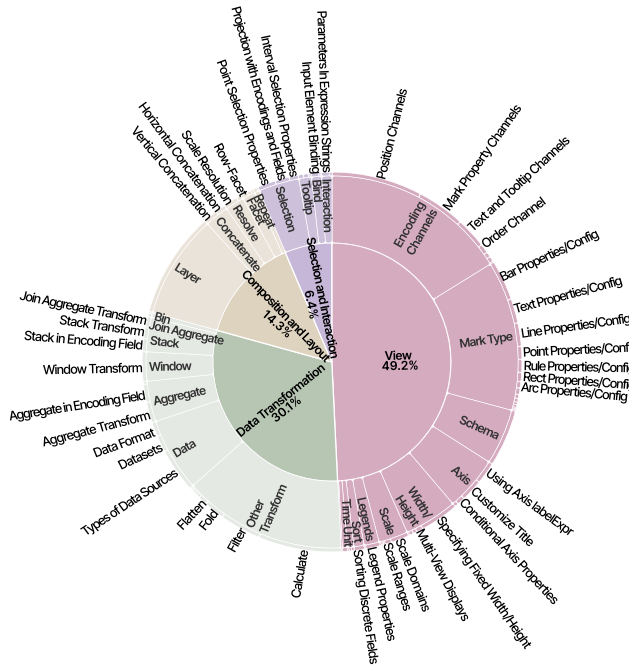 Parameters In Expression Strings
Input Element Binding
Interval Selection Properties
Projection with Encodings and Fields
Point Selection Properties
Row-Facet
Scale Resolution
Horizontal Concatenation
Vertical Concatenation
Join Aggregate Transform
Stack Transform
Stack in Encoding Field
Window Transform
Aggregate in Encoding Field
Aggregate Transform
Data Format
Datasets
Types of Data Sources
Flatten
Fold
Filter
Calculate
Position Channels
Mark Property Channels
Text and Tooltip Channels
Order Channel
Bar Properties/Config
Text Properties/Config
Line Properties/Config
Point Properties/Conf
Rule Properties/Confi
Rect Properties/Confi
Arc Properties/Config
Using Axis labelExpr
Customize Title
Conditional Axis Properties
Specifying Fixed Width/Height
Multi-View Displays
Scale Domains
Scale Ranges
Legend Properties
Sorting Discrete Fields
Interaction
Bind
Tooltip
Selection
Repeat
Facet
Resolve
Concatenate
Layer
Bin
Join Aggregate
Stack
Window
Aggregate
Data
Other
Transform
Encoding
Channels
Mark Type
Schema
Axis
Width/
Height
Scale
Legends
Sort
Time Unit
Selection and Interaction
6.4%
Composition and Layout
14.3%
Data Transformation
30.1%
View
49.2%